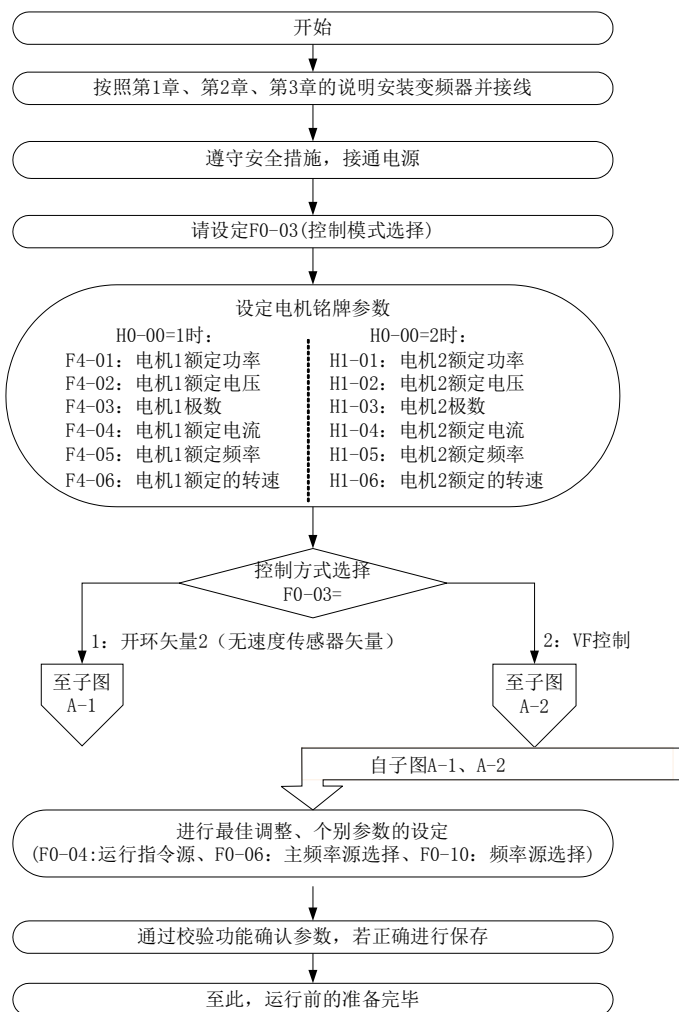 开始
按照第1章、第2章、第3章的说明安装变频器并接线
遵守安全措施，接通电源
请设定F0-03(控制模式选择)
设定电机铭牌参数
H0-00=1时：
F4-01：电机1额定功率
F4-02：电机1额定电压
F4-03：电机1极数
F4-04：电机1额定电流
F4-05：电机1额定频率
F4-06：电机1额定的转速
H0-00=2时：
H1-01：电机2额定功率
H1-02：电机2额定电压
H1-03：电机2极数
H1-04：电机2额定电流
H1-05：电机2额定频率
H1-06：电机2额定的转速
控制方式选择
F0-03=
1：开环矢量2（无速度传感器矢量）
2：VF控制
至子图
A-1
至子图
A-2
自子图A-1、A-2
进行最佳调整、个别参数的设定
(F0-04:运行指令源、F0-06：主频率源选择、F0-10：频率源选择)
通过校验功能确认参数，若正确进行保存
至此，运行前的准备完毕